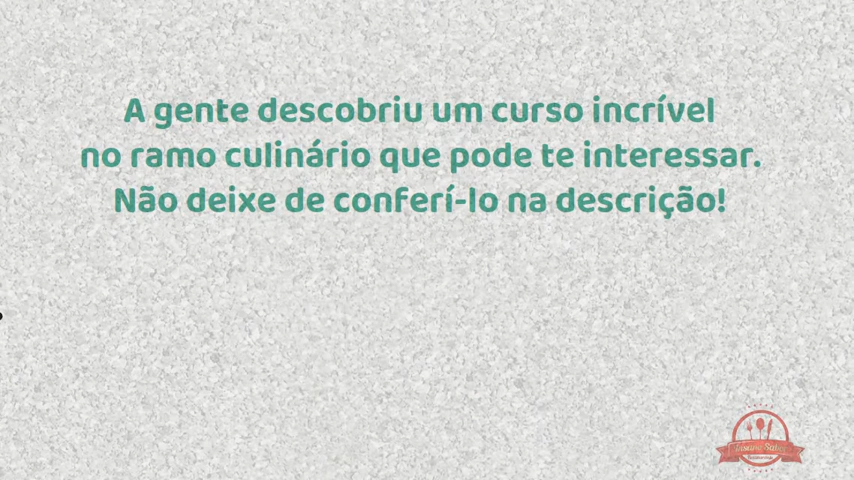 A gente descobriu um curso incrível
no ramo culinário que pode te interessar.
Não deixe de conferí-lo na descrição!